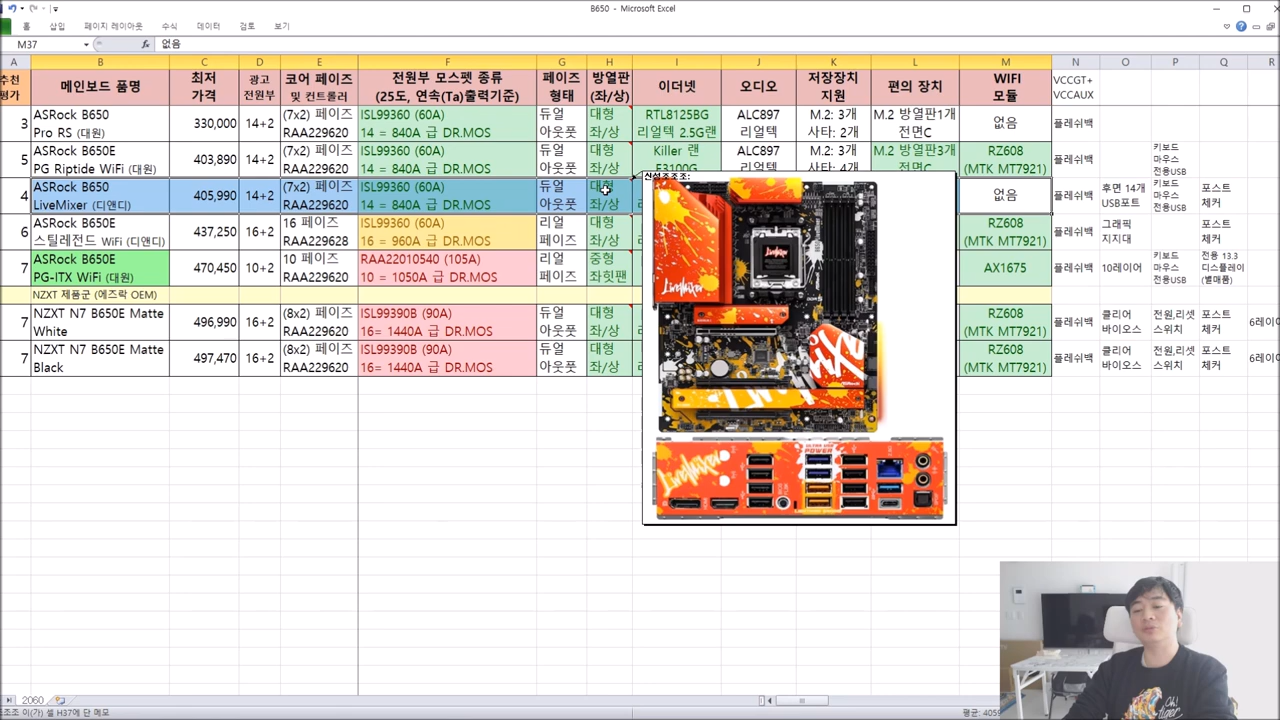 B650 - Microsoft Excel
홈 삽입 페이지 레이아웃 수식 데이터 검토 보기
M37 fx 없음
A B C D E F G H I J K L M N O P Q R
추천 평가 메인보드 품명 최저 가격 광고 전원부 코어 페이즈 및 컨트롤러 전원부 모스펫 종류 (25도, 연속(Ta)출력기준) 페이즈 형태 방열판 (좌/상) 이더넷 오디오 저장장치 지원 편의 장치 WIFI 모듈 VCCGT+ VCCAUX
3 ASRock B650 Pro RS (대원) 330,000 14+2 (7x2) 페이즈 RAA229620 ISL99360 (60A) 14 = 840A 급 DR.MOS 듀얼 아웃풋 대형 좌/상 RTL8125BG 리얼텍 2.5G랜 ALC897 리얼텍 M.2: 3개 사타: 2개 M.2 방열판1개 전면C 없음 플레쉬백
5 ASRock B650E PG Riptide WiFi (대원) 403,890 14+2 (7x2) 페이즈 RAA229620 ISL99360 (60A) 14 = 840A 급 DR.MOS 듀얼 아웃풋 대형 좌/상 Killer 랜 E3100G ALC897 리얼텍 M.2: 3개 사타: 4개 M.2 방열판3개 전면C RZ608 (MTK MT7921) 플레쉬백 키보드 마우스 전용USB
4 ASRock B650 LiveMixer (디앤디) 405,990 14+2 (7x2) 페이즈 RAA229620 ISL99360 (60A) 14 = 840A 급 DR.MOS 듀얼 아웃풋 대형 좌/상 없음 플레쉬백 후면 14개 USB포트 키보드 마우스 전용USB 포스트 체커
6 ASRock B650E 스틸레전드 WiFi (디앤디) 437,250 16+2 16 페이즈 RAA229628 ISL99360 (60A) 16 = 960A 급 DR.MOS 리얼 페이즈 대형 좌/상 RZ608 (MTK MT7921) 플레쉬백 그래픽 지지대 포스트 체커
7 ASRock B650E PG-ITX WiFi (대원) 470,450 10+2 10 페이즈 RAA229628 RAA22010540 (105A) 10 = 1050A 급 DR.MOS 리얼 페이즈 중형 좌힛팬 AX1675 플레쉬백 10레이어 키보드 마우스 전용USB 전용 13.3 디스플레이 (별매품)
NZXT 제품군 (에즈락 OEM)
7 NZXT N7 B650E Matte White 496,990 16+2 (8x2) 페이즈 RAA229620 ISL99390B (90A) 16= 1440A 급 DR.MOS 듀얼 아웃풋 대형 좌/상 RZ608 (MTK MT7921) 플레쉬백 클리어 바이오스 전원,리셋 스위치 포스트 체커 6레이
7 NZXT N7 B650E Matte Black 497,470 16+2 (8x2) 페이즈 RAA229620 ISL99390B (90A) 16= 1440A 급 DR.MOS 듀얼 아웃풋 대형 좌/상 RZ608 (MTK MT7921) 플레쉬백 클리어 바이오스 전원,리셋 스위치 포스트 체커 6레이
LiveMixer
LiveMixer
2060
조조 이(가) 셀 H37에 단 메모 평균: 4059